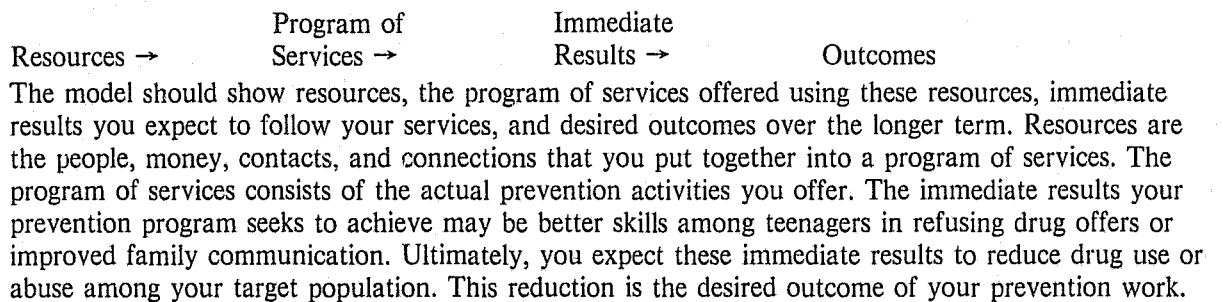 Program of Immediate
Resources → Services → Results → Outcomes
The model should show resources, the program of services offered using these resources, immediate
results you expect to follow your services, and desired outcomes over the longer term. Resources are
the people, money, contacts, and connections that you put together into a program of services. The
program of services consists of the actual prevention activities you offer. The immediate results your
prevention program seeks to achieve may be better skills among teenagers in refusing drug offers or
improved family communication. Ultimately, you expect these immediate results to reduce drug use or
abuse among your target population. This reduction is the desired outcome of your prevention work.